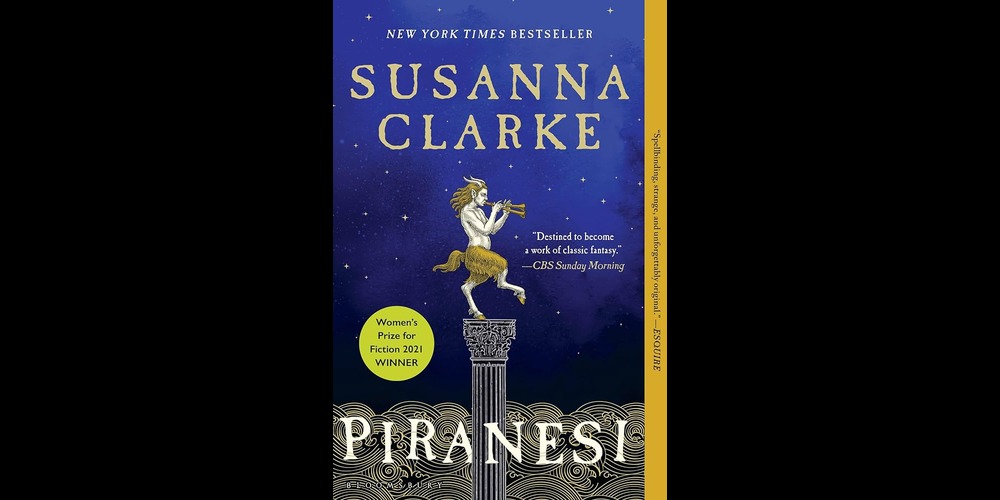 NEW YORK TIMES BESTSELLER
SUSANNA
CLARKE
“Destined to become
a work of classic fantasy.”
—CBS Sunday Morning
Women’s
Prize for
Fiction 2021
WINNER
PIRANESI
BLOOMSBURY
“Spellbinding, strange, and unforgettably original.” —ESQUIRE